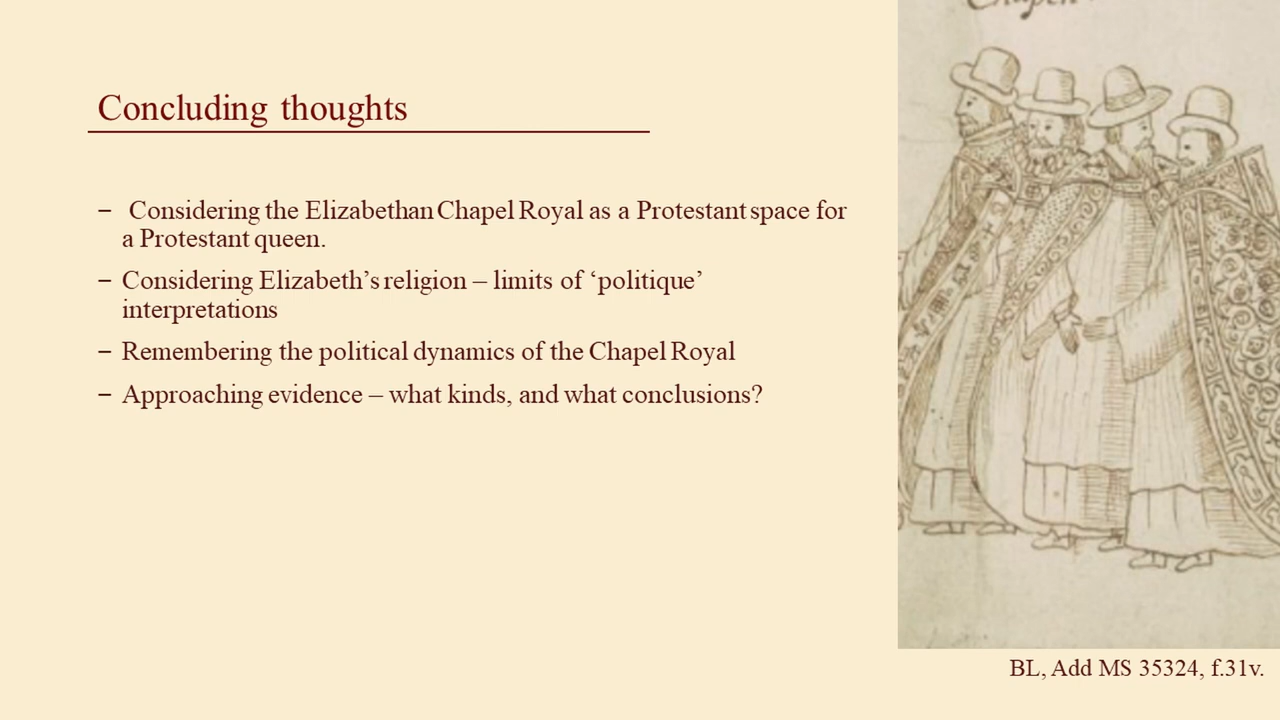 Concluding thoughts
– Considering the Elizabethan Chapel Royal as a Protestant space for
a Protestant queen.
– Considering Elizabeth’s religion – limits of ‘politique’
interpretations
– Remembering the political dynamics of the Chapel Royal
– Approaching evidence – what kinds, and what conclusions?
BL, Add MS 35324, f.31v.